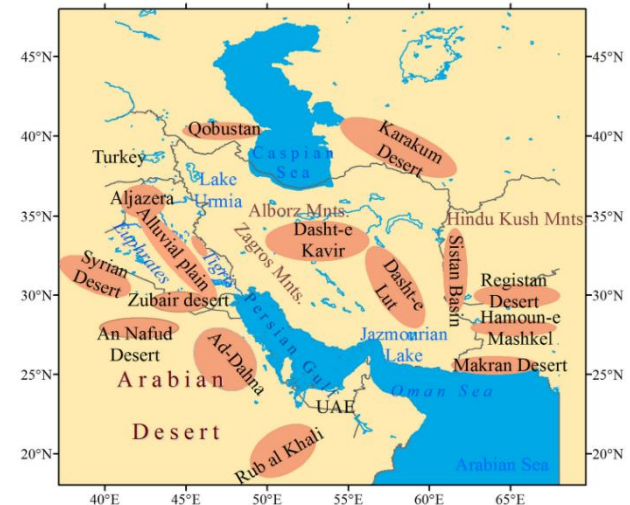 45°N
45°N
Qobustan
Karakum
Desert
40°N
40°N
Turkey
Caspian
Sea
Lake
Urmia
Aljazera
35°N
35°N
Alborz Mnts.
Hindu Kush Mnts
Alluvial plain
Euphrates
Tigris
Zagros Mnts.
Dasht-e
Kavir
Sistan Basin
Syrian
Desert
Dasht-e
Lut
Registan
Desert
30°N
30°N
Zubair desert
Hamoun-e
Mashkel
An Nafud
Desert
Ad-Dahna
Persian Gulf
Jazmourian
Lake
Makran Desert
25°N
25°N
Arabian
Desert
Oman Sea
UAE
20°N
20°N
Rub al Khali
Arabian Sea
40°E
45°E
50°E
55°E
60°E
65°E